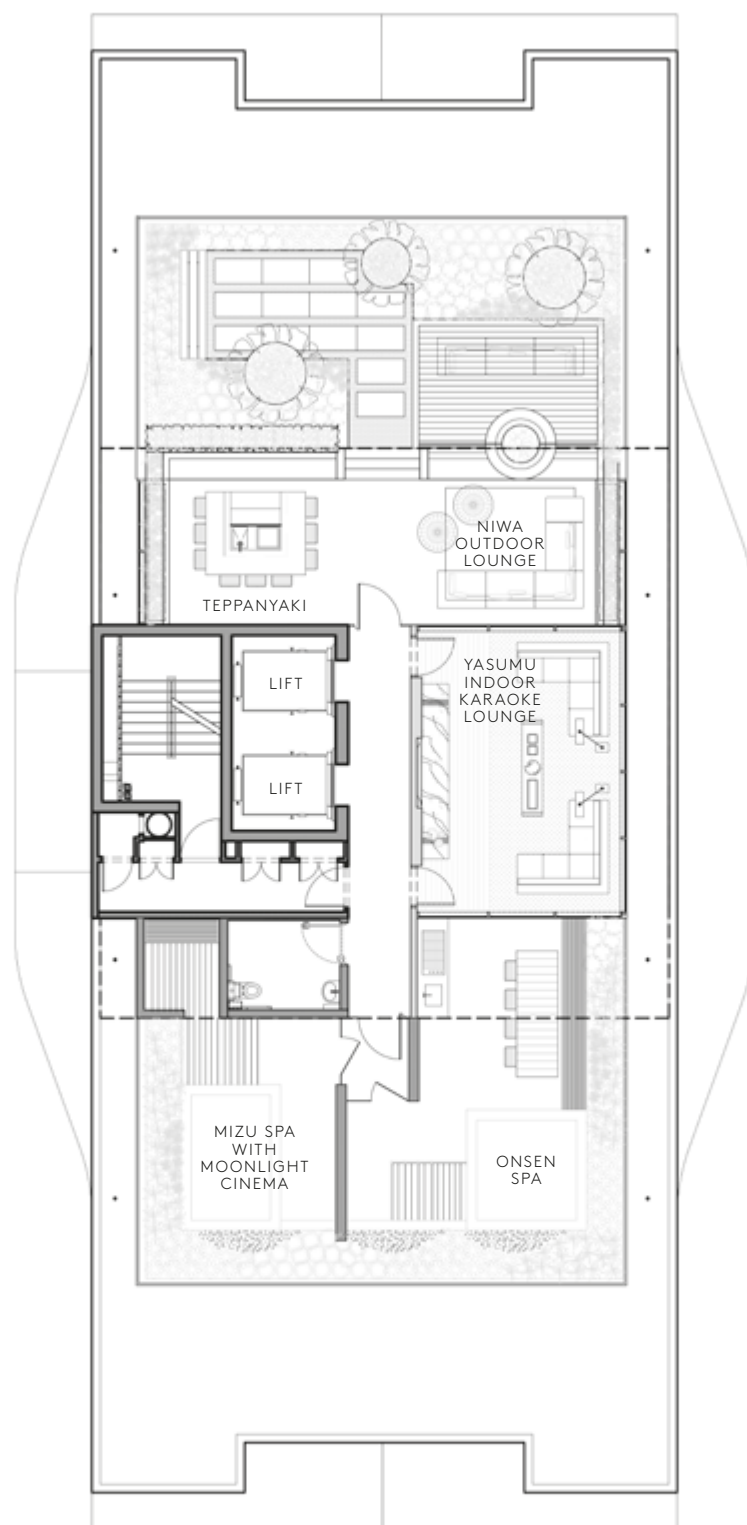 NIWA
OUTDOOR
LOUNGE
TEPPANYAKI
LIFT
YASUMU
INDOOR
KARAOKE
LOUNGE
LIFT
MIZU SPA
WITH
MOONLIGHT
CINEMA
ONSEN
SPA